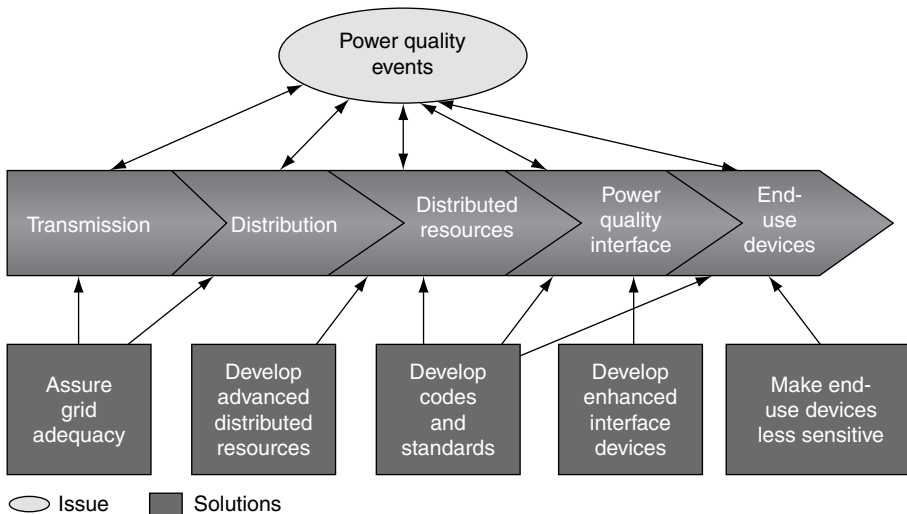 Power quality
events
Transmission
Distribution
Distributed
resources
Power
quality
interface
End-
use
devices
Assure
grid
adequacy
Develop
advanced
distributed
resources
Develop
codes
and
standards
Develop
enhanced
interface
devices
Make end-
use devices
less sensitive
Issue
Solutions